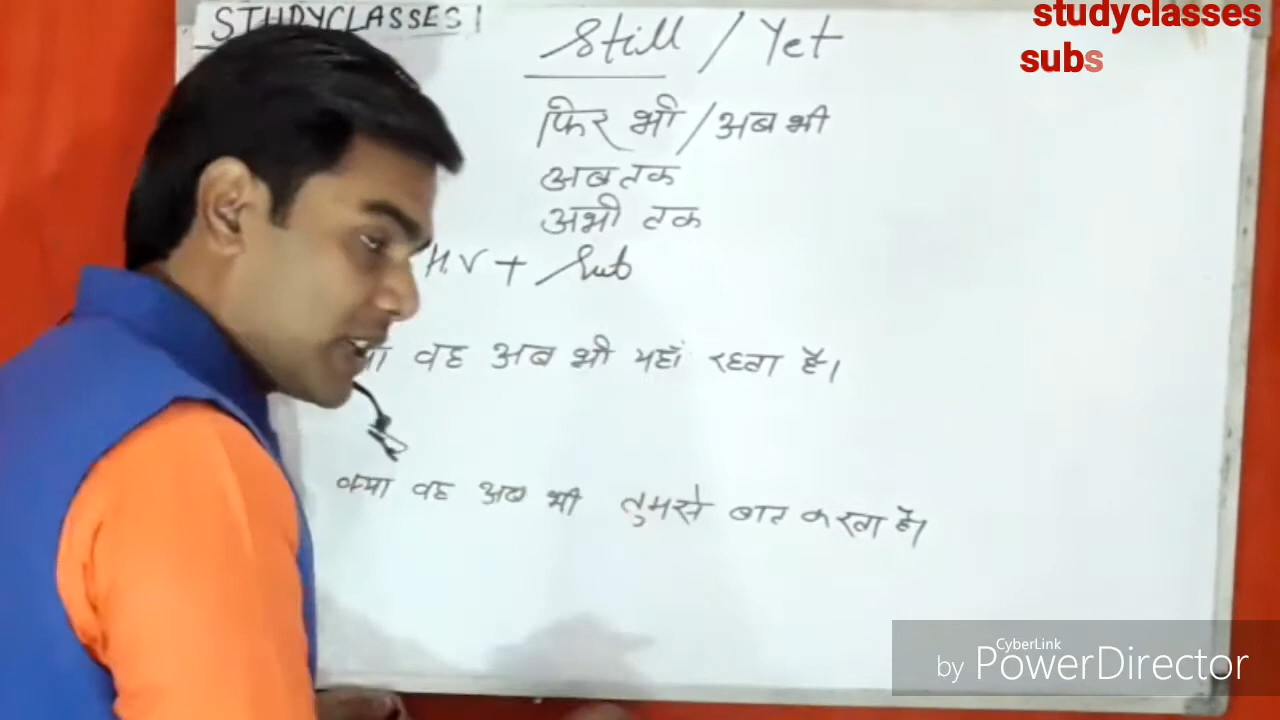 STUDYCLASSES!
studyclasses
subs
Still / Yet
फिर भी / अब भी
अब तक
अभी तक
H.V + Sub
वह अब भी यहाँ रहता है।
क्या वह अब भी तुमसे बात करता है।
CyberLink
by PowerDirector